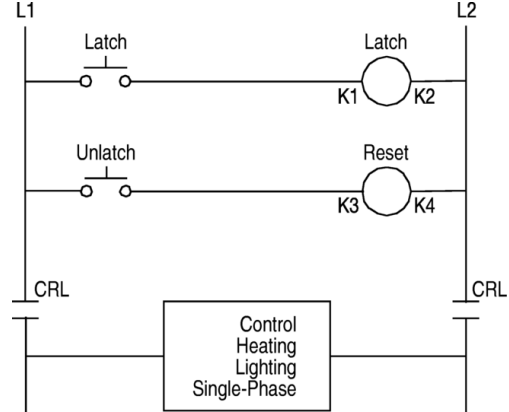 L1 L2
Latch Latch
K1 K2
Unlatch Reset
K3 K4
CRL CRL
Control
Heating
Lighting
Single-Phase